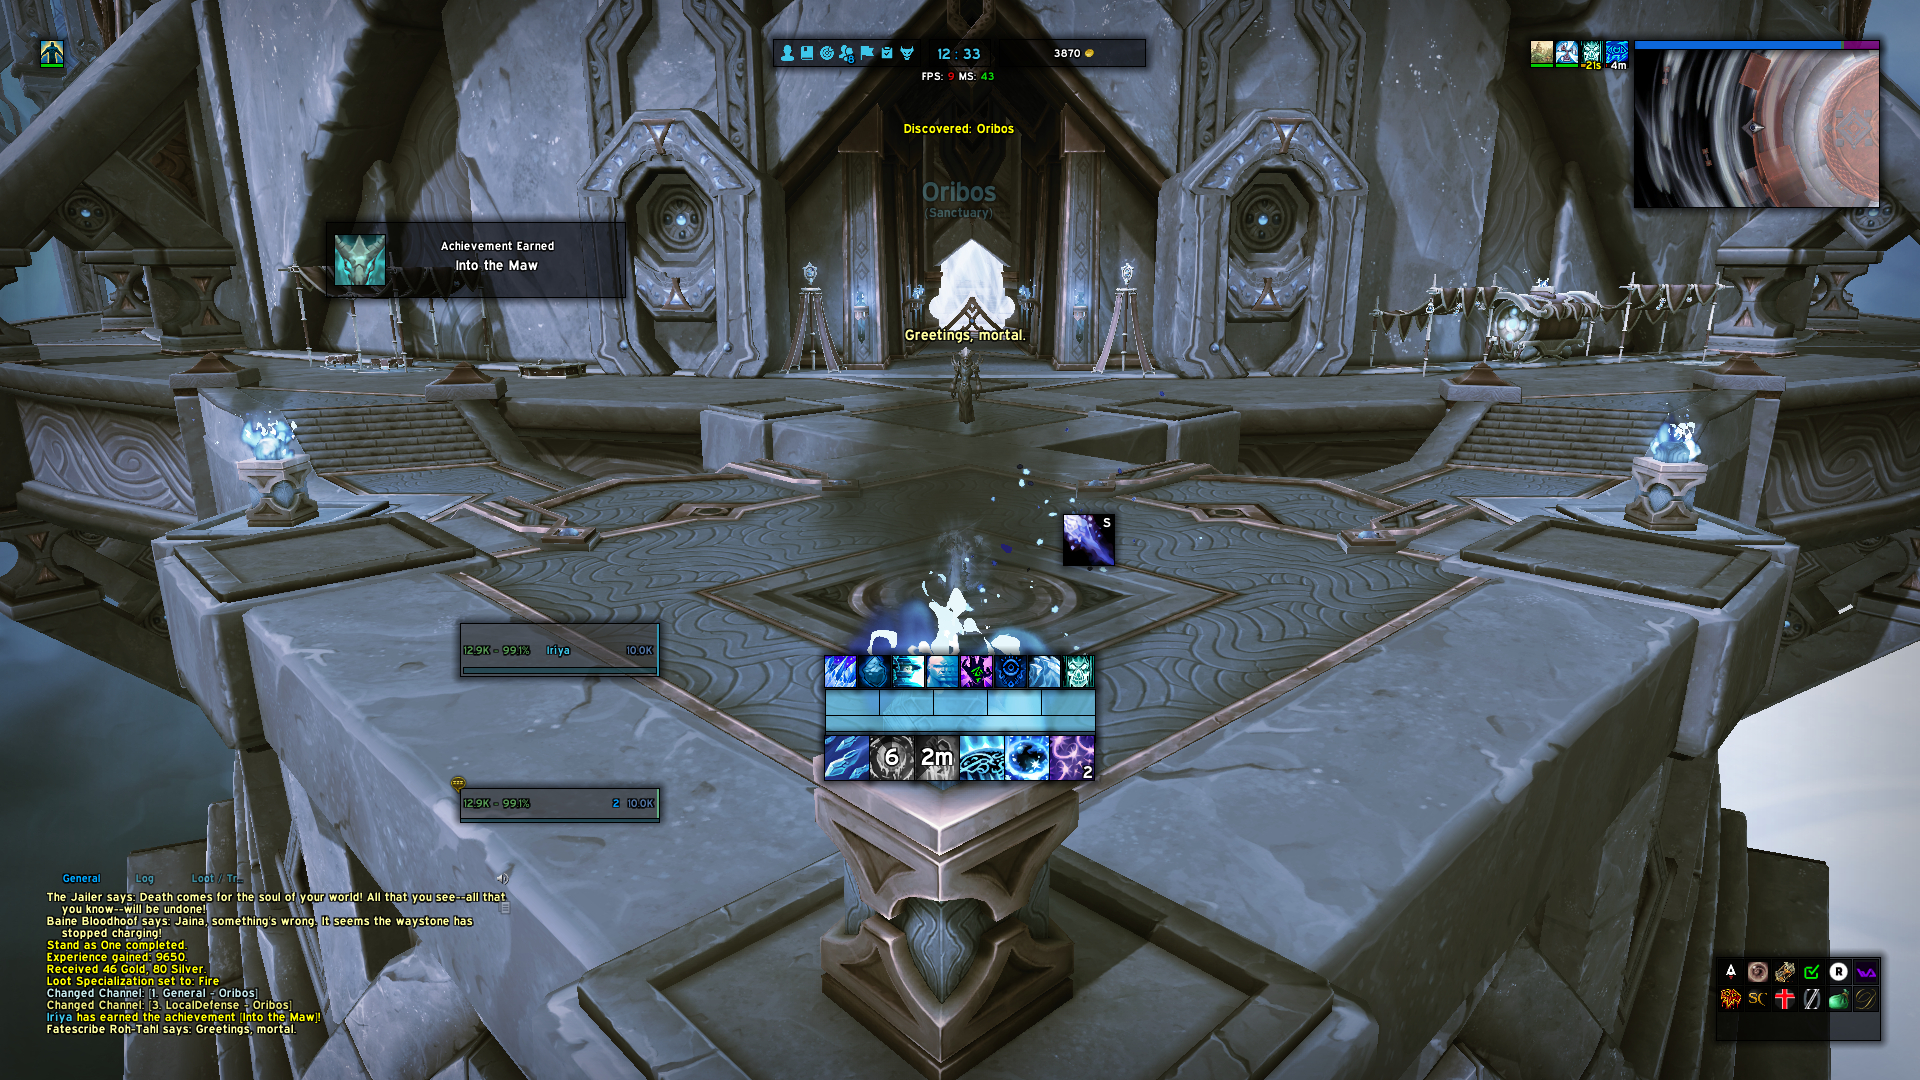 12 : 33
3870
FPS: 9 MS: 43
21s
4m
Discovered: Oribos
Oribos
(Sanctuary)
Achievement Earned
Into the Maw
Greetings, mortal.
S
12.9K - 99.1% Iriya 10.0K
6 2m 2
12.9K - 99.1% 2 10.0K
General Log Loot / Tr...
The Jailer says: Death comes for the soul of your world! All that you see--all that
you know--will be undone!
Baine Bloodhoof says: Jaina, something's wrong. It seems the waystone has
stopped charging!
Stand as One completed.
Experience gained: 9650.
Received 46 Gold, 80 Silver.
Loot Specialization set to: Fire
Changed Channel: [1. General - Oribos]
Changed Channel: [3. LocalDefense - Oribos]
Iriya has earned the achievement [Into the Maw]!
Fatescribe Roh-Tahl says: Greetings, mortal.
R
SC